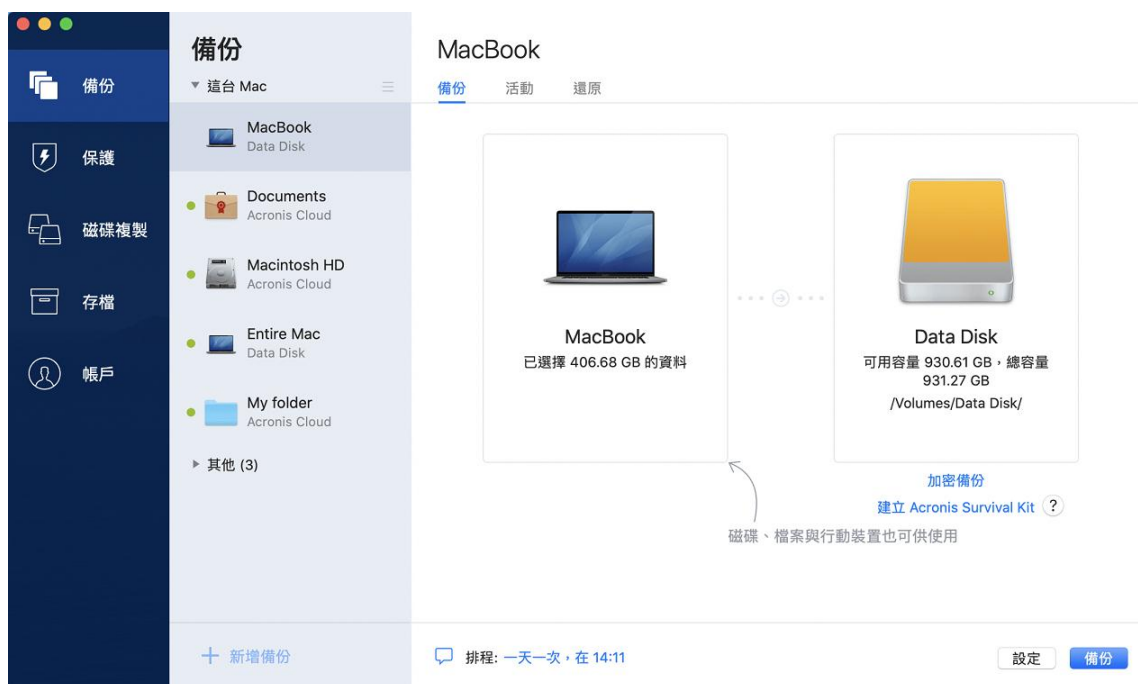 備份
保護
磁碟複製
存檔
帳戶
備份
這台 Mac
MacBook
Data Disk
Documents
Acronis Cloud
Macintosh HD
Acronis Cloud
Entire Mac
Data Disk
My folder
Acronis Cloud
其他 (3)
新增備份
MacBook
備份 活動 還原
MacBook
已選擇 406.68 GB 的資料
Data Disk
可用容量 930.61 GB，總容量
931.27 GB
/Volumes/Data Disk/
加密備份
建立 Acronis Survival Kit ?
磁碟、檔案與行動裝置也可供使用
排程: 一天一次，在 14:11
設定 備份